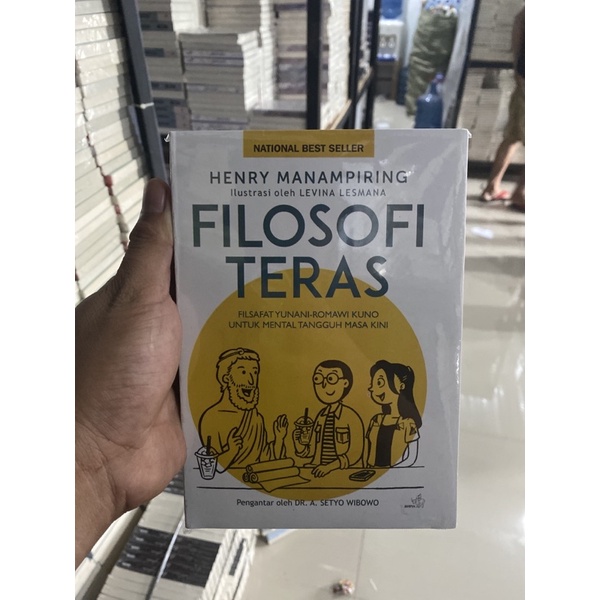 NATIONAL BEST SELLER
HENRY MANAMPIRING
Ilustrasi oleh LEVINA LESMANA
FILOSOFI
TERAS
FILSAFAT YUNANI-ROMAWI KUNO
UNTUK MENTAL TANGGUH MASA KINI
Pengantar oleh DR. A. SETYO WIBOWO